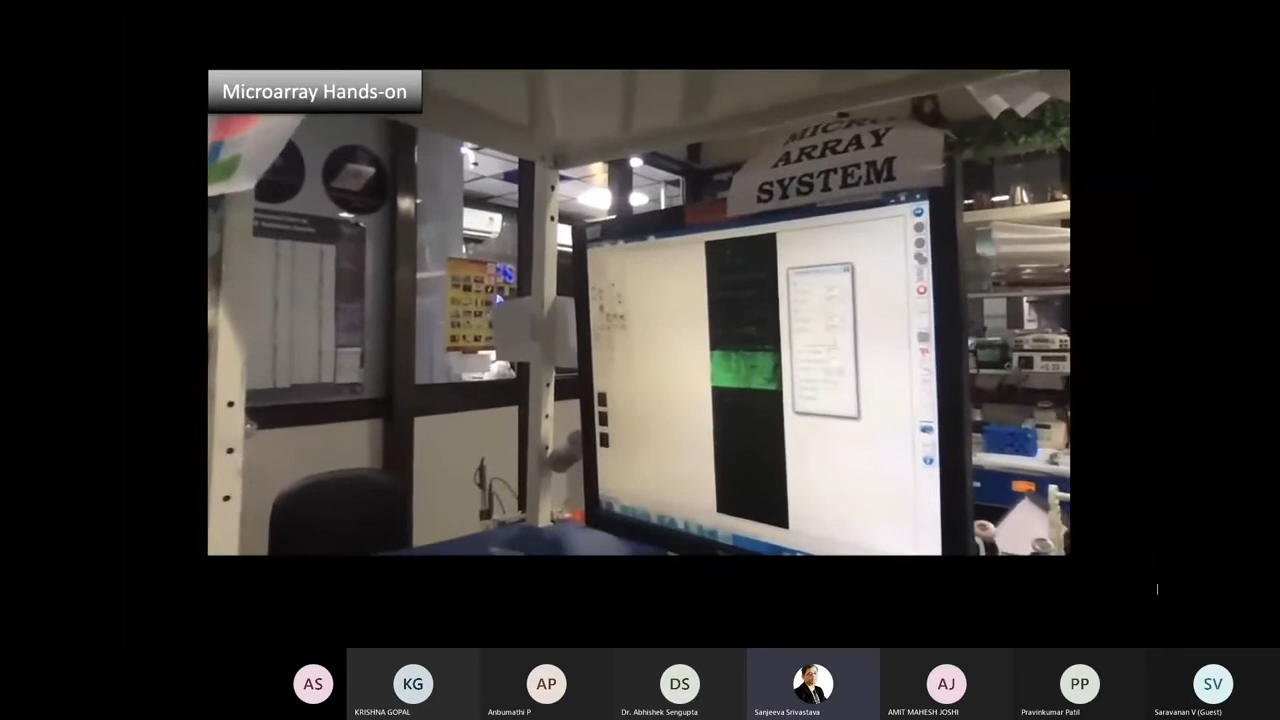 Microarray Hands-on
MICRO
ARRAY
SYSTEM
AS
KG
AP
DS
AJ
PP
SV
KRISHNA GOPAL
Anbumathi P
Dr. Abhishek Sengupta
Sanjeeva Srivastava
AMIT MAHESH JOSHI
Pravinkumar Patil
Saravanan V (Guest)